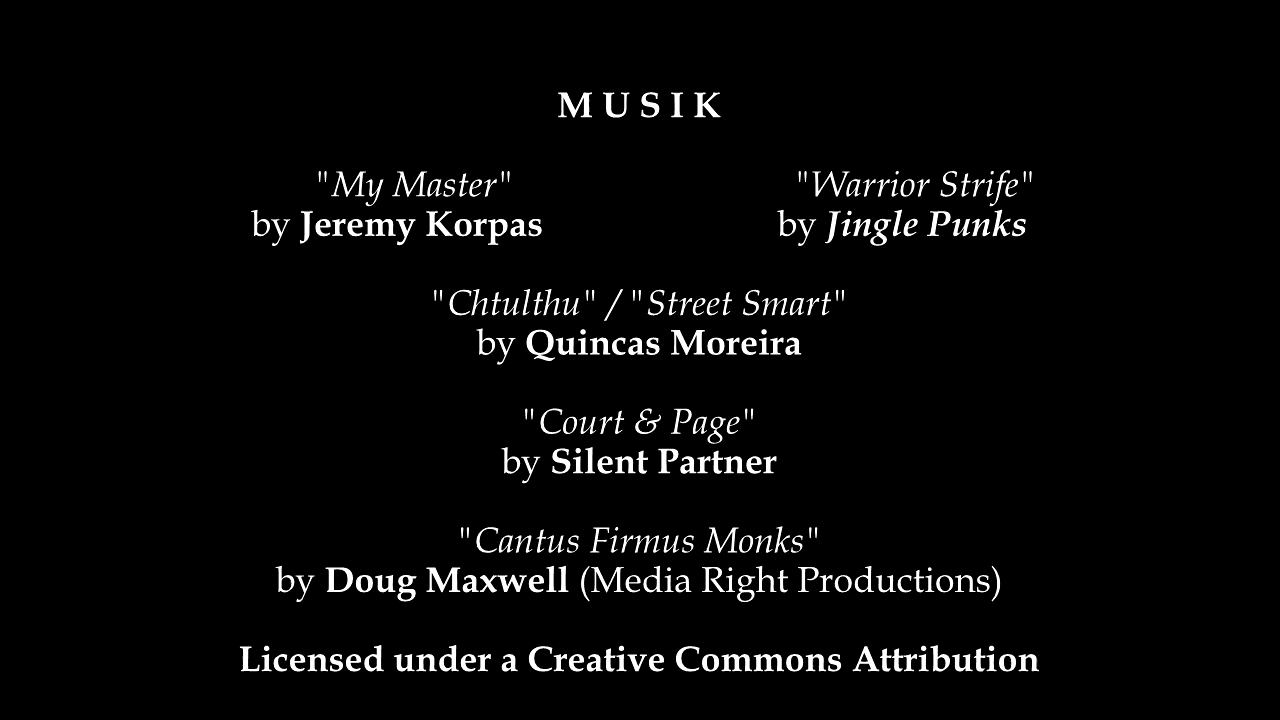 M U S I K
"My Master" "Warrior Strife"
by Jeremy Korpas by Jingle Punks
"Chtulthu" / "Street Smart"
by Quincas Moreira
"Court & Page"
by Silent Partner
"Cantus Firmus Monks"
by Doug Maxwell (Media Right Productions)
Licensed under a Creative Commons Attribution